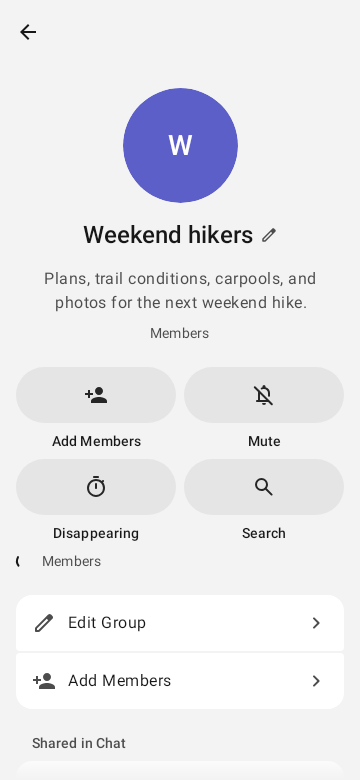 W
Weekend hikers
Plans, trail conditions, carpools, and
photos for the next weekend hike.
Members
Add Members
Mute
Disappearing
Search
Members
Edit Group
Add Members
Shared in Chat